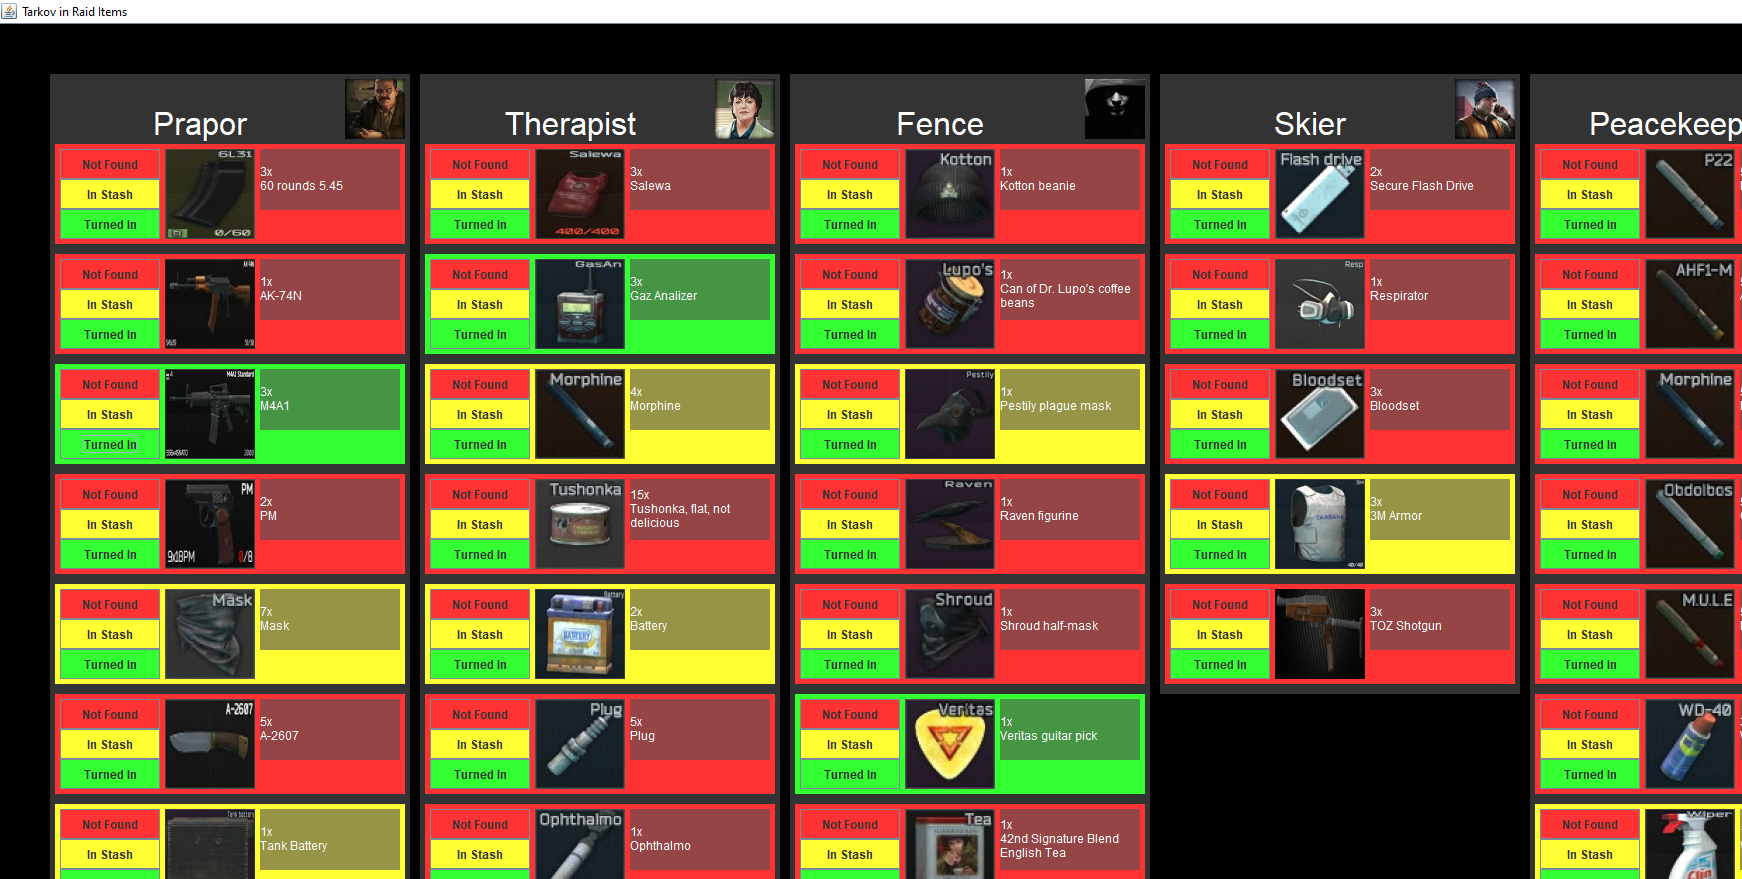 Tarkov in Raid Items
Prapor
Not Found
In Stash
Turned In
6L31
0/60
3x
60 rounds 5.45
Not Found
In Stash
Turned In
AK-74N
1x
AK-74N
Not Found
In Stash
Turned In
M4A1 Standard
3x
M4A1
Not Found
In Stash
Turned In
PM
9x18PM
0/8
2x
PM
Not Found
In Stash
Turned In
Mask
7x
Mask
Not Found
In Stash
Turned In
A-2607
5x
A-2607
Not Found
In Stash
Tank battery
1x
Tank Battery
Therapist
Not Found
In Stash
Turned In
Salewa
400/400
3x
Salewa
Not Found
In Stash
Turned In
GasAn
3x
Gaz Analizer
Not Found
In Stash
Turned In
Morphine
4x
Morphine
Not Found
In Stash
Turned In
Tushonka
15x
Tushonka, flat, not
delicious
Not Found
In Stash
Turned In
Battery
BATTERY
2x
Battery
Not Found
In Stash
Turned In
Plug
5x
Plug
Not Found
In Stash
Ophthalmo
1x
Ophthalmo
Fence
Not Found
In Stash
Turned In
Kotton
1x
Kotton beanie
Not Found
In Stash
Turned In
Lupo's
1x
Can of Dr. Lupo's coffee
beans
Not Found
In Stash
Turned In
Pestily
1x
Pestily plague mask
Not Found
In Stash
Turned In
Raven
1x
Raven figurine
Not Found
In Stash
Turned In
Shroud
1x
Shroud half-mask
Not Found
In Stash
Turned In
Veritas
1x
Veritas guitar pick
Not Found
In Stash
Tea
1x
42nd Signature Blend
English Tea
Skier
Not Found
In Stash
Turned In
Flash drive
2x
Secure Flash Drive
Not Found
In Stash
Turned In
Resp
1x
Respirator
Not Found
In Stash
Turned In
Bloodset
3x
Bloodset
Not Found
In Stash
Turned In
TARBANK
40/40
3x
3M Armor
Not Found
In Stash
Turned In
3x
TOZ Shotgun
Peacekeep
Not Found
In Stash
Turned In
P22
Not Found
In Stash
Turned In
AHF1-M
Not Found
In Stash
Turned In
Morphine
Not Found
In Stash
Turned In
Obdolbos
Not Found
In Stash
Turned In
M.U.L.E
Not Found
In Stash
Turned In
WD-40
Not Found
In Stash
Wiper
Clin